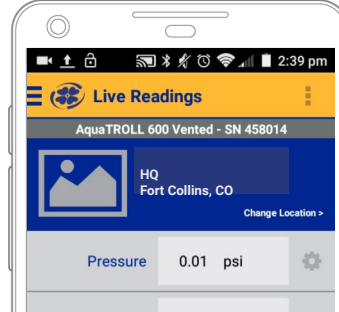 2:39 pm
Live Readings
AquaTROLL 600 Vented - SN 458014
HQ
Fort Collins, CO
Change Location >
Pressure 0.01 psi